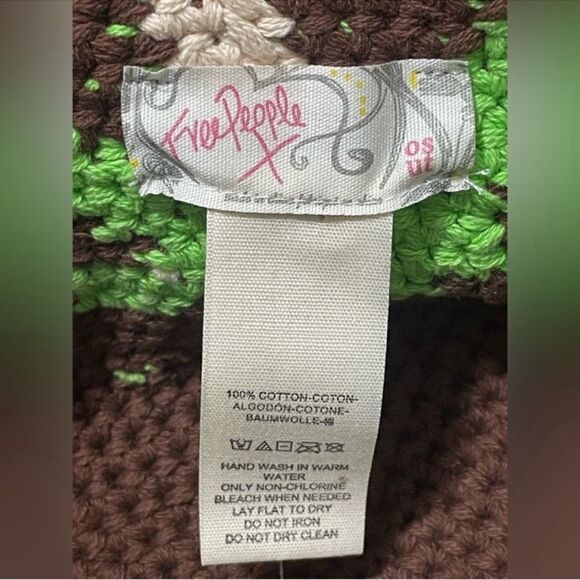 Free People
X
OS
UT
100% COTTON-COTON-
ALGODÓN-COTONE-
BAUMWOLLE-棉
HAND WASH IN WARM
WATER
ONLY NON-CHLORINE
BLEACH WHEN NEEDED
LAY FLAT TO DRY
DO NOT IRON
DO NOT DRY CLEAN